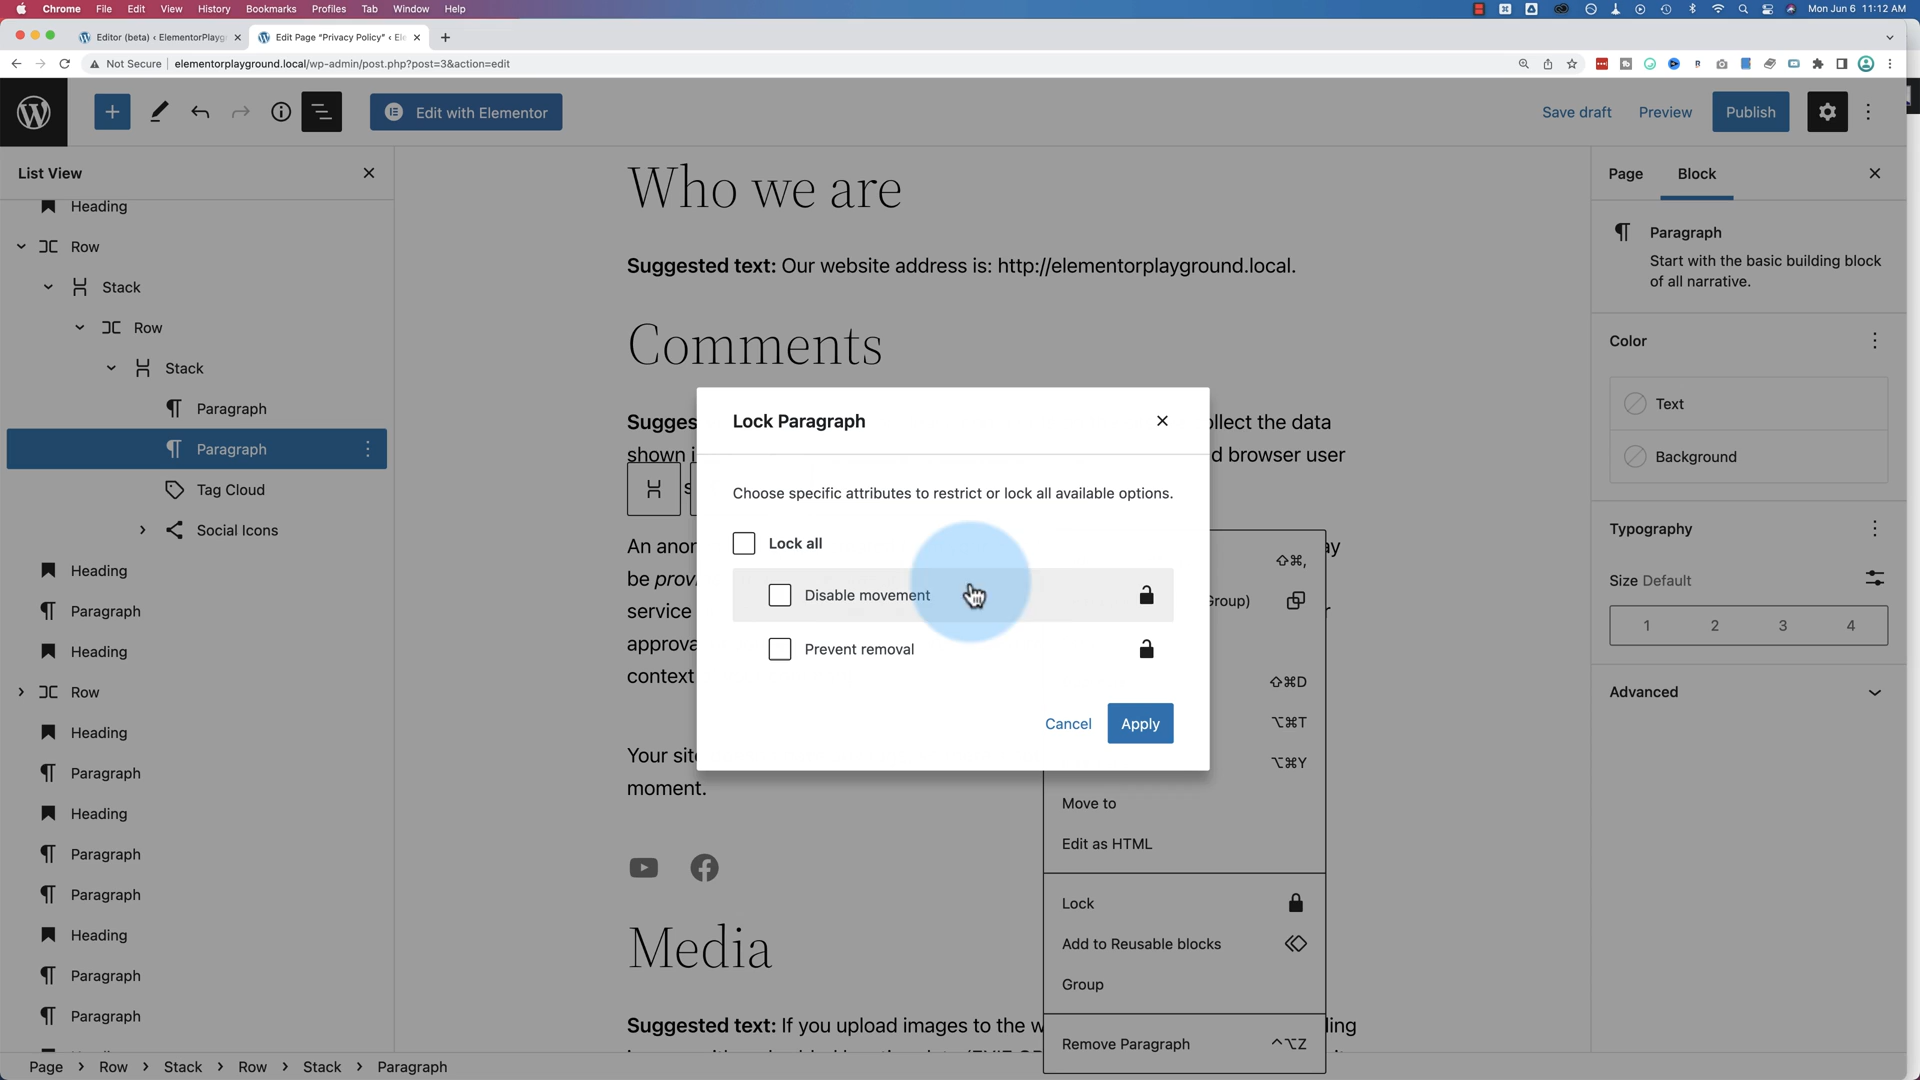 Chrome File Edit View History Bookmarks Profiles Tab Window Help
Mon Jun 6 11:12 AM
Editor (beta) ‹ ElementorPlayg
Edit Page “Privacy Policy” ‹ Ele
Not Secure elementorplayground.local/wp-admin/post.php?post=3&action=edit
Edit with Elementor
Save draft Preview Publish
List View
Heading
Row
Stack
Row
Stack
Paragraph
Paragraph
Tag Cloud
Social Icons
Heading
Paragraph
Heading
Row
Heading
Paragraph
Heading
Paragraph
Paragraph
Heading
Paragraph
Paragraph
Who we are
Suggested text: Our website address is: http://elementorplayground.local.
Comments
Sugges
ollect the data
shown i
d browser user
s
An anor
ay
be prov
service
approva
context
Your sit
moment.
Media
Suggested text: If you upload images to the w
ding
Lock Paragraph
Choose specific attributes to restrict or lock all available options.
Lock all
Disable movement
Prevent removal
Cancel Apply
⇧⌘,
Group)
⇧⌘D
⌥⌘T
⌥⌘Y
Move to
Edit as HTML
Lock
Add to Reusable blocks
Group
Remove Paragraph ^⌥Z
Page Block
Paragraph
Start with the basic building block
of all narrative.
Color
Text
Background
Typography
Size Default
1 2 3 4
Advanced
Page › Row › Stack › Row › Stack › Paragraph